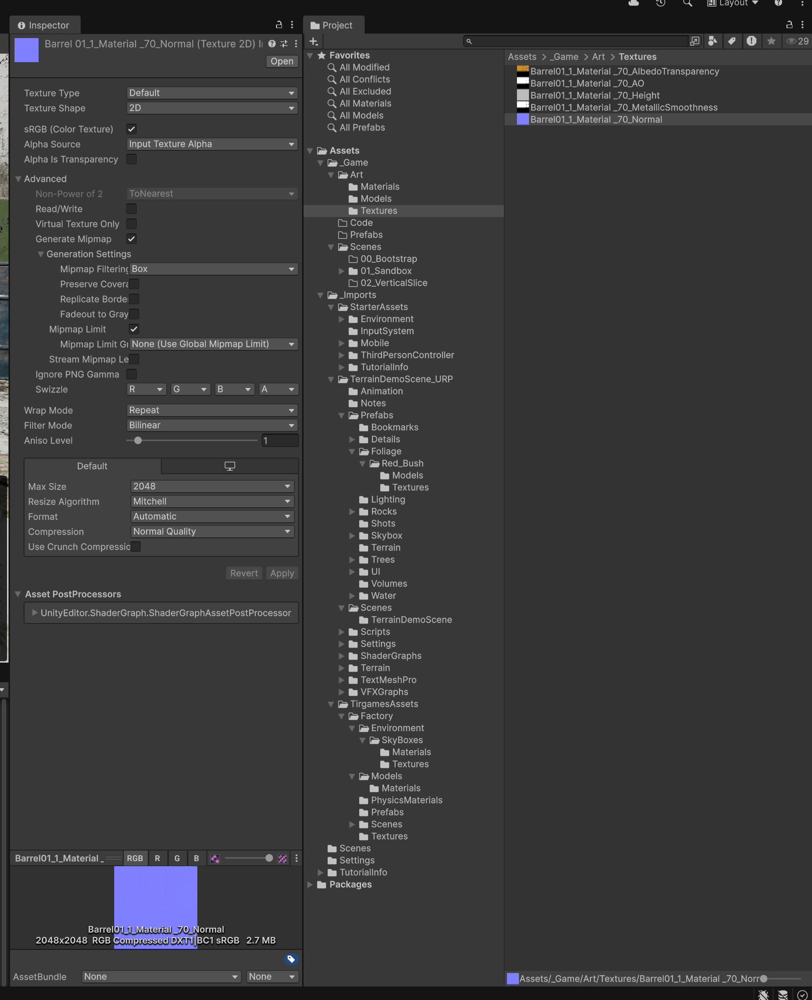 Layout
Inspector
Barrel 01_1_Material _70_Normal (Texture 2D) I
Open
Texture Type
Default
Texture Shape
2D
sRGB (Color Texture)
Alpha Source
Input Texture Alpha
Alpha Is Transparency
Advanced
Non-Power of 2
ToNearest
Read/Write
Virtual Texture Only
Generate Mipmap
Generation Settings
Mipmap Filtering
Box
Preserve Covera
Replicate Borde
Fadeout to Gray
Mipmap Limit
Mipmap Limit Gr
None (Use Global Mipmap Limit)
Stream Mipmap Le
Ignore PNG Gamma
Swizzle
R
G
B
A
Wrap Mode
Repeat
Filter Mode
Bilinear
Aniso Level
1
Default
Max Size
2048
Resize Algorithm
Mitchell
Format
Automatic
Compression
Normal Quality
Use Crunch Compressio
Revert
Apply
Asset PostProcessors
UnityEditor.ShaderGraph.ShaderGraphAssetPostProcessor
Barrel01_1_Material _
RGB
R
G
B
Barrel01_1_Material _70_Normal
2048x2048 RGB Compressed DXT1|BC1 sRGB 2.7 MB
AssetBundle
None
None
Project
29
Favorites
All Modified
All Conflicts
All Excluded
All Materials
All Models
All Prefabs
Assets
_Game
Art
Materials
Models
Textures
Code
Prefabs
Scenes
00_Bootstrap
01_Sandbox
02_VerticalSlice
_Imports
StarterAssets
Environment
InputSystem
Mobile
ThirdPersonController
TutorialInfo
TerrainDemoScene_URP
Animation
Notes
Prefabs
Bookmarks
Details
Foliage
Red_Bush
Models
Textures
Lighting
Rocks
Shots
Skybox
Terrain
Trees
UI
Volumes
Water
Scenes
TerrainDemoScene
Scripts
Settings
ShaderGraphs
Terrain
TextMeshPro
VFXGraphs
TirgamesAssets
Factory
Environment
SkyBoxes
Materials
Textures
Models
Materials
PhysicsMaterials
Prefabs
Scenes
Textures
Scenes
Settings
TutorialInfo
Packages
Assets > _Game > Art > Textures
Barrel01_1_Material _70_AlbedoTransparency
Barrel01_1_Material _70_AO
Barrel01_1_Material _70_Height
Barrel01_1_Material _70_MetallicSmoothness
Barrel01_1_Material _70_Normal
Assets/_Game/Art/Textures/Barrel01_1_Material _70_Norr